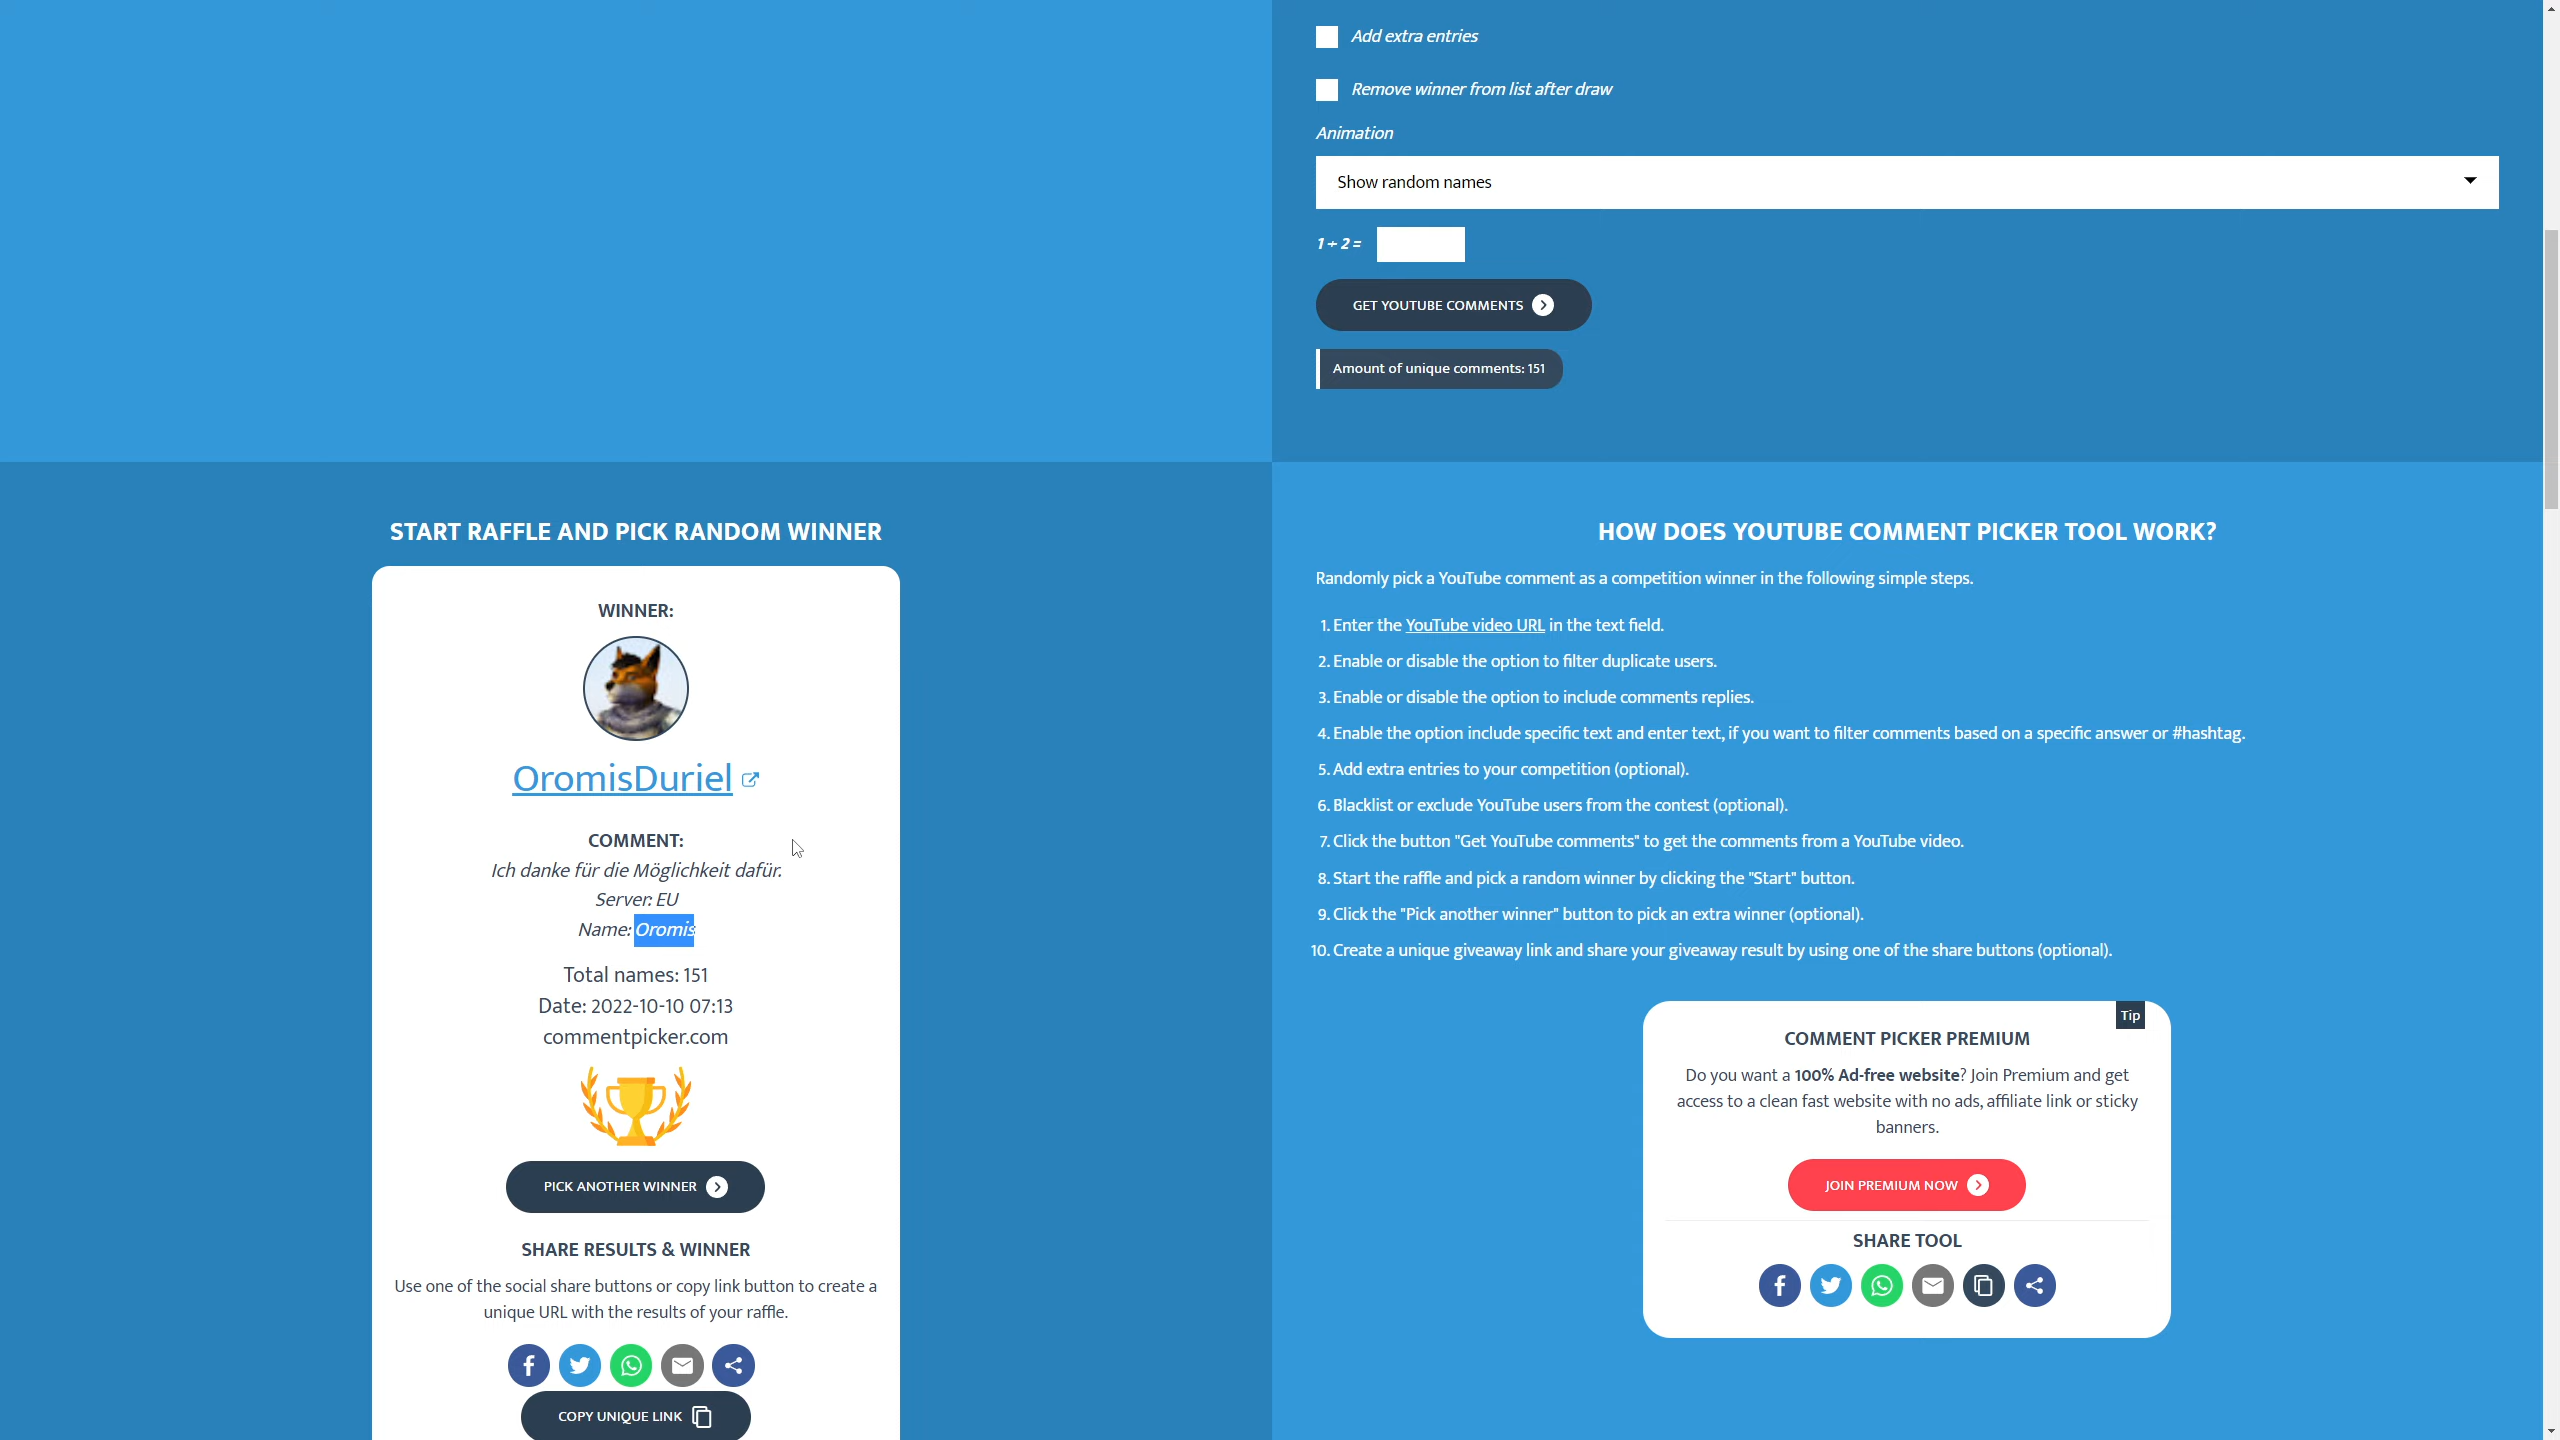 Add extra entries
Remove winner from list after draw
Animation
Show random names
1 + 2 =
GET YOUTUBE COMMENTS
Amount of unique comments: 151
START RAFFLE AND PICK RANDOM WINNER
WINNER:
OromisDuriel
COMMENT:
Ich danke für die Möglichkeit dafür.
Server: EU
Name: Oromis
Total names: 151
Date: 2022-10-10 07:13
commentpicker.com
PICK ANOTHER WINNER
SHARE RESULTS & WINNER
Use one of the social share buttons or copy link button to create a
unique URL with the results of your raffle.
COPY UNIQUE LINK
HOW DOES YOUTUBE COMMENT PICKER TOOL WORK?
Randomly pick a YouTube comment as a competition winner in the following simple steps.
1. Enter the YouTube video URL in the text field.
2. Enable or disable the option to filter duplicate users.
3. Enable or disable the option to include comments replies.
4. Enable the option include specific text and enter text, if you want to filter comments based on a specific answer or #hashtag.
5. Add extra entries to your competition (optional).
6. Blacklist or exclude YouTube users from the contest (optional).
7. Click the button "Get YouTube comments" to get the comments from a YouTube video.
8. Start the raffle and pick a random winner by clicking the "Start" button.
9. Click the "Pick another winner" button to pick an extra winner (optional).
10. Create a unique giveaway link and share your giveaway result by using one of the share buttons (optional).
Tip
COMMENT PICKER PREMIUM
Do you want a 100% Ad-free website? Join Premium and get
access to a clean fast website with no ads, affiliate link or sticky
banners.
JOIN PREMIUM NOW
SHARE TOOL